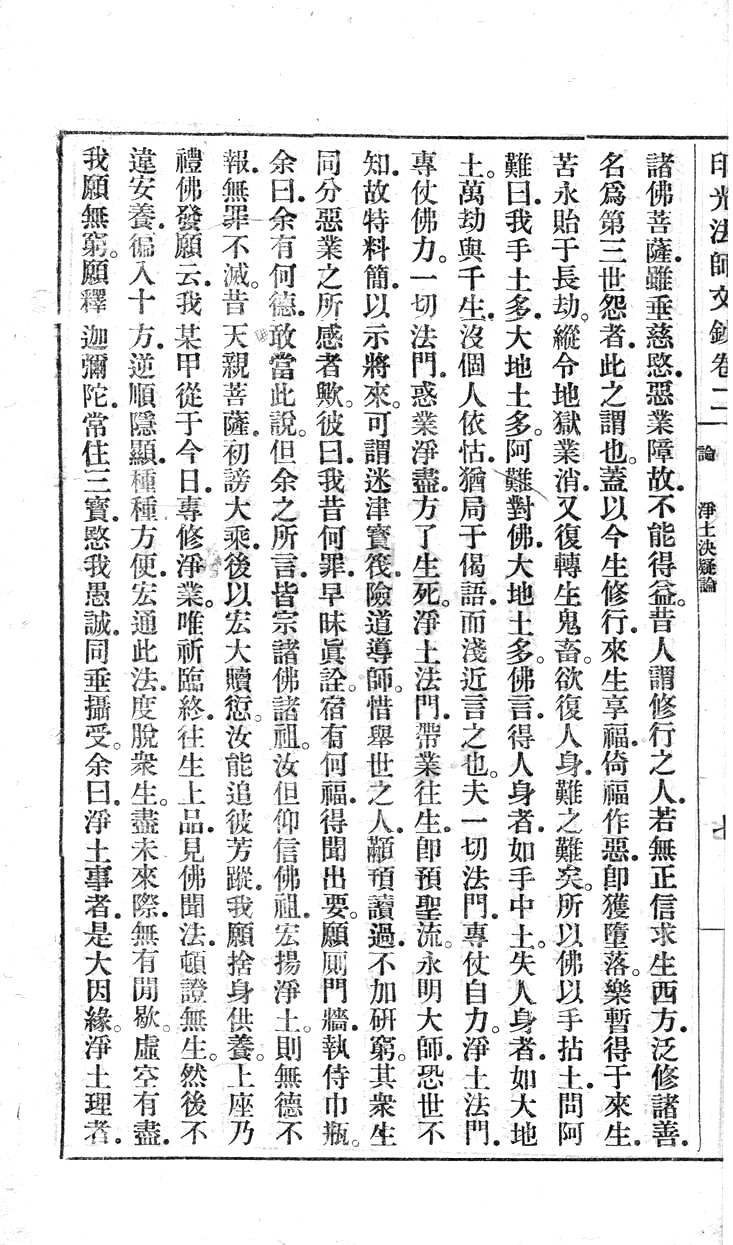 印光法師文鈔卷二 論 淨土決疑論 七
諸佛菩薩雖垂慈愍惡業障故不能得益。昔人謂修行之人若無正信求生西方泛修諸善
名爲第三世怨者此之謂也。蓋以今生修行來生享福倚福作惡卽獲墮落。樂暫得于來生
苦永貽于長劫。縱令地獄業消又復轉生鬼畜欲復人身難之難矣。所以佛以手拈土問阿
難曰我手土多大地土多。阿難對佛大地土多。佛言得人身者如手中土。失人身者如大地
土。萬劫與千生沒個人依怙猶局于偈語而淺近言之也。夫一切法門專仗自力。淨土法門
專仗佛力。一切法門惑業淨盡方了生死。淨土法門帶業往生卽預聖流。永明大師恐世不
知故特料簡以示將來。可謂迷津寶筏險道導師。惜舉世之人顢頇讀過不加研窮。其衆生
同分惡業之所感者歟。彼曰我昔何罪早昧眞詮。宿有何福得聞出要。願厠門牆執侍巾瓶。
余曰余有何德敢當此說。但余之所言皆宗諸佛諸祖。汝但仰信佛祖宏揚淨土。則無德不
報無罪不滅。昔天親菩薩初謗大乘後以宏大贖愆。汝能追彼芳蹤我願捨身供養。上座乃
禮佛發願云我某甲從于今日專修淨業。唯祈臨終往生上品見佛聞法頓證無生。然後不
違安養徧入十方逆順隱顯種種方便宏通此法度脫衆生。盡未來際無有閒歇。虛空有盡
我願無窮。願釋迦彌陀常住三寶愍我愚誠同垂攝受。余曰淨土事者是大因緣。淨土理者